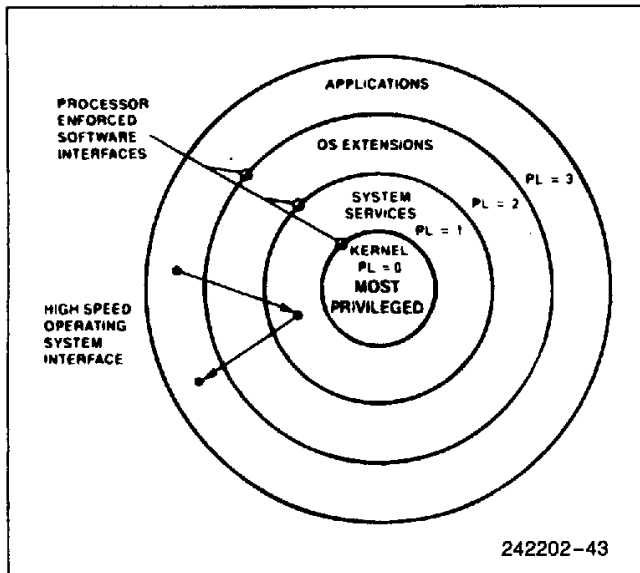 APPLICATIONS
PROCESSOR
ENFORCED
SOFTWARE
INTERFACES
OS EXTENSIONS
PL = 3
SYSTEM
SERVICES
PL = 2
PL = 1
KERNEL
PL = 0
MOST
PRIVILEGED
HIGH SPEED
OPERATING
SYSTEM
INTERFACE
242202-43